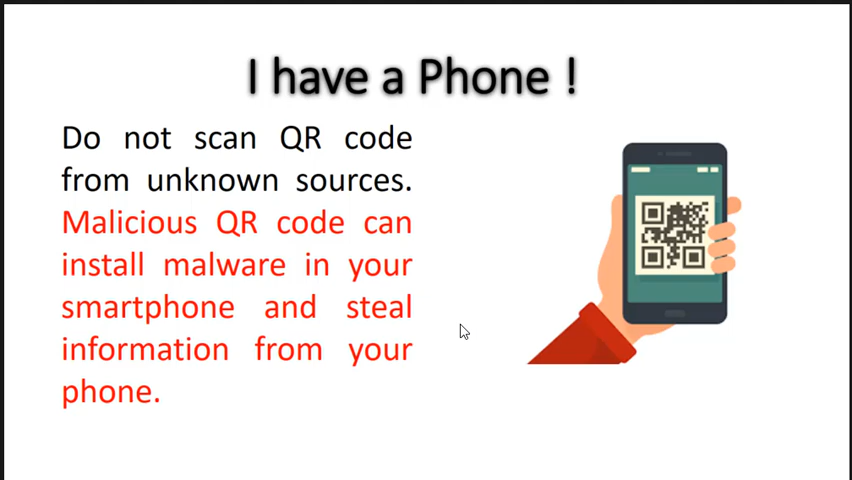 I have a Phone !
Do not scan QR code
from unknown sources.
Malicious QR code can
install malware in your
smartphone and steal
information from your
phone.